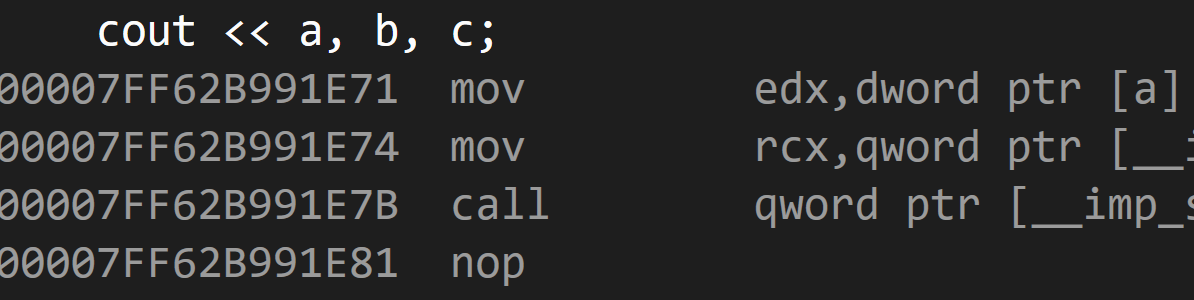 cout << a, b, c;
00007FF62B991E71 mov edx,dword ptr [a]
00007FF62B991E74 mov rcx,qword ptr [__i
00007FF62B991E7B call qword ptr [__imp_s
00007FF62B991E81 nop